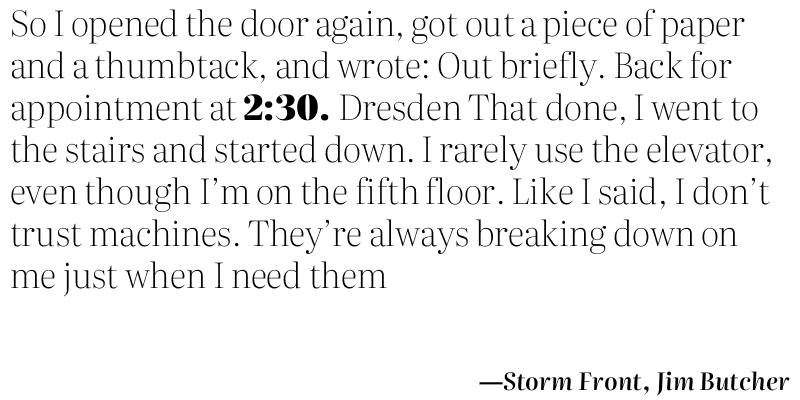 So I opened the door again, got out a piece of paper
and a thumbtack, and wrote: Out briefly. Back for
appointment at 2:30. Dresden That done, I went to
the stairs and started down. I rarely use the elevator,
even though I’m on the fifth floor. Like I said, I don’t
trust machines. They’re always breaking down on
me just when I need them
—Storm Front, Jim Butcher